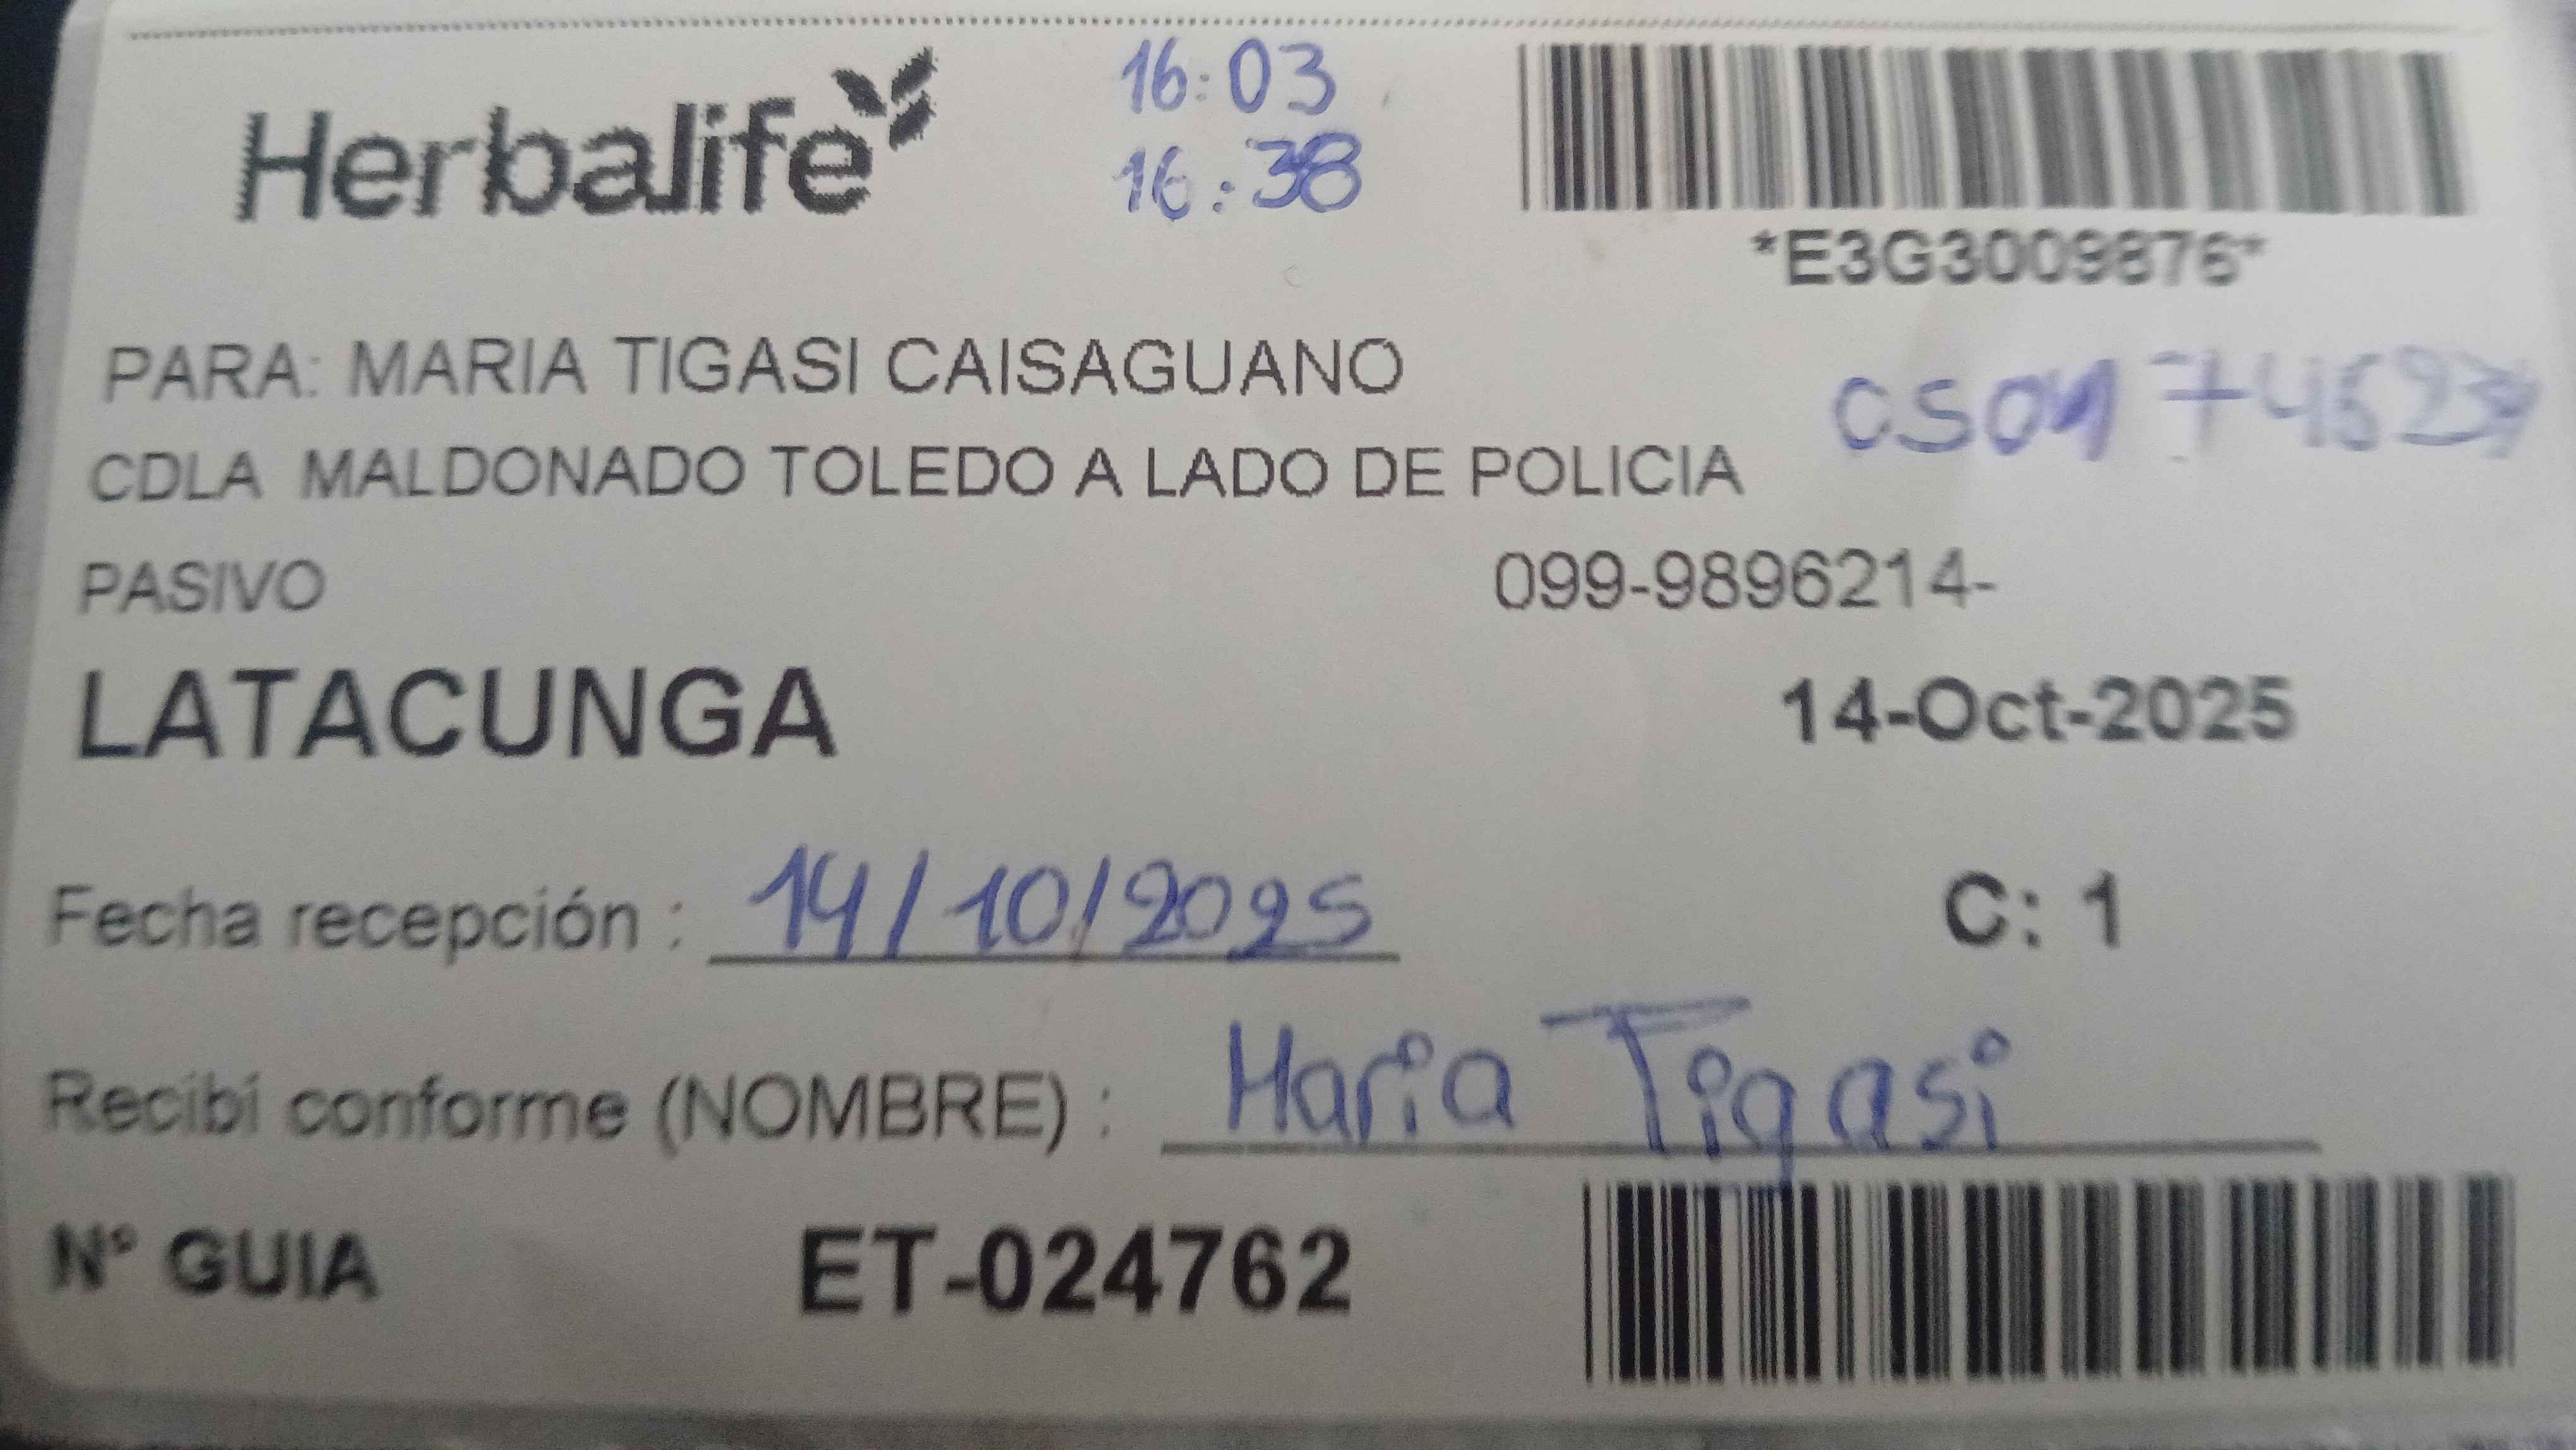 Herbalife
16:03
16:38
*E3G3009876*
PARA: MARIA TIGASI CAISAGUANO
CDLA MALDONADO TOLEDO A LADO DE POLICIA
PASIVO
099-9896214-
LATACUNGA
14-Oct-2025
Fecha recepción : 14/10/2025
C: 1
Recibí conforme (NOMBRE) : Maria Tigasi
N° GUIA ET-024762